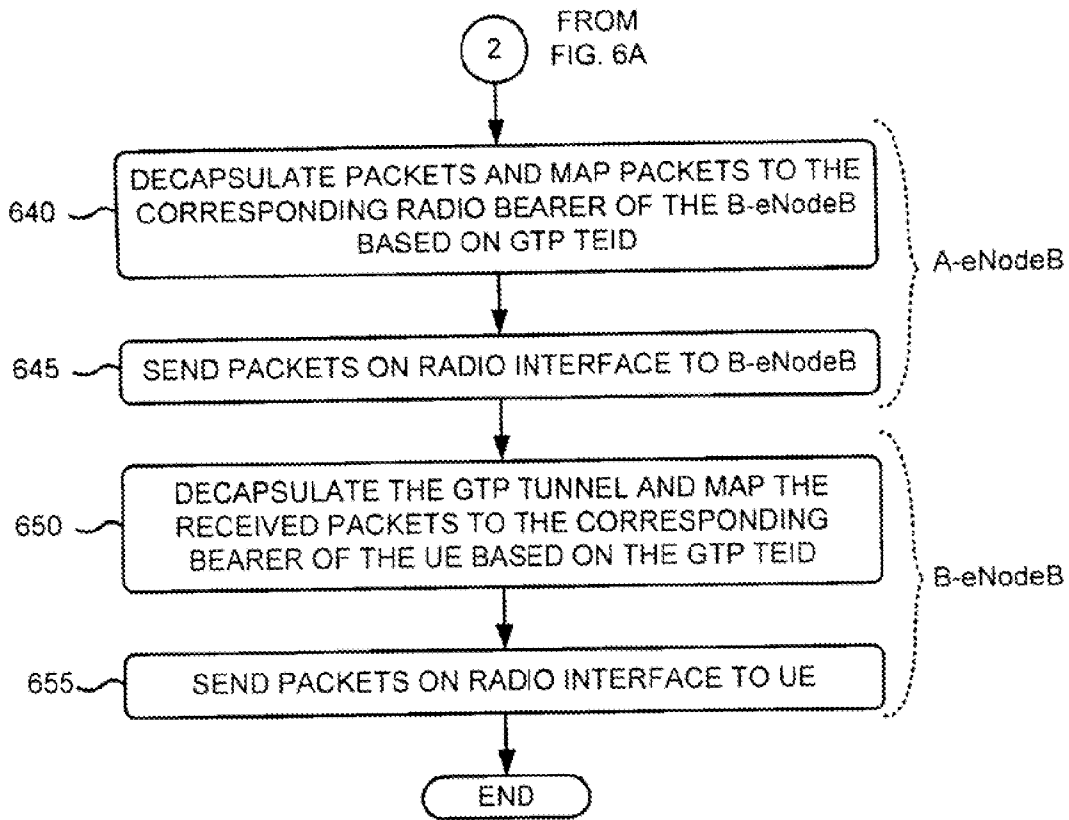 2
FROM
FIG. 6A
640
DECAPSULATE PACKETS AND MAP PACKETS TO THE
CORRESPONDING RADIO BEARER OF THE B-eNodeB
BASED ON GTP TEID
A-eNodeB
645
SEND PACKETS ON RADIO INTERFACE TO B-eNodeB
650
DECAPSULATE THE GTP TUNNEL AND MAP THE
RECEIVED PACKETS TO THE CORRESPONDING
BEARER OF THE UE BASED ON THE GTP TEID
B-eNodeB
655
SEND PACKETS ON RADIO INTERFACE TO UE
END